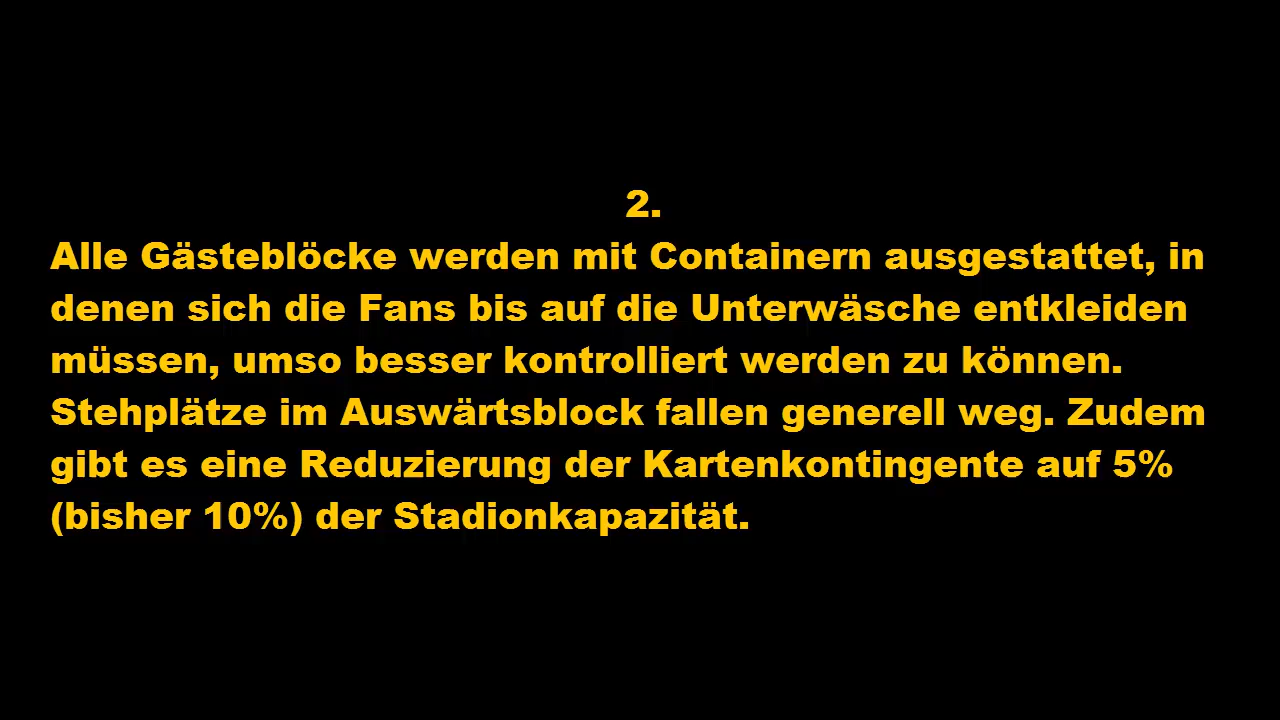 2.
Alle Gästeblöcke werden mit Containern ausgestattet, in
denen sich die Fans bis auf die Unterwäsche entkleiden
müssen, umso besser kontrolliert werden zu können.
Stehplätze im Auswärtsblock fallen generell weg. Zudem
gibt es eine Reduzierung der Kartenkontingente auf 5%
(bisher 10%) der Stadionkapazität.